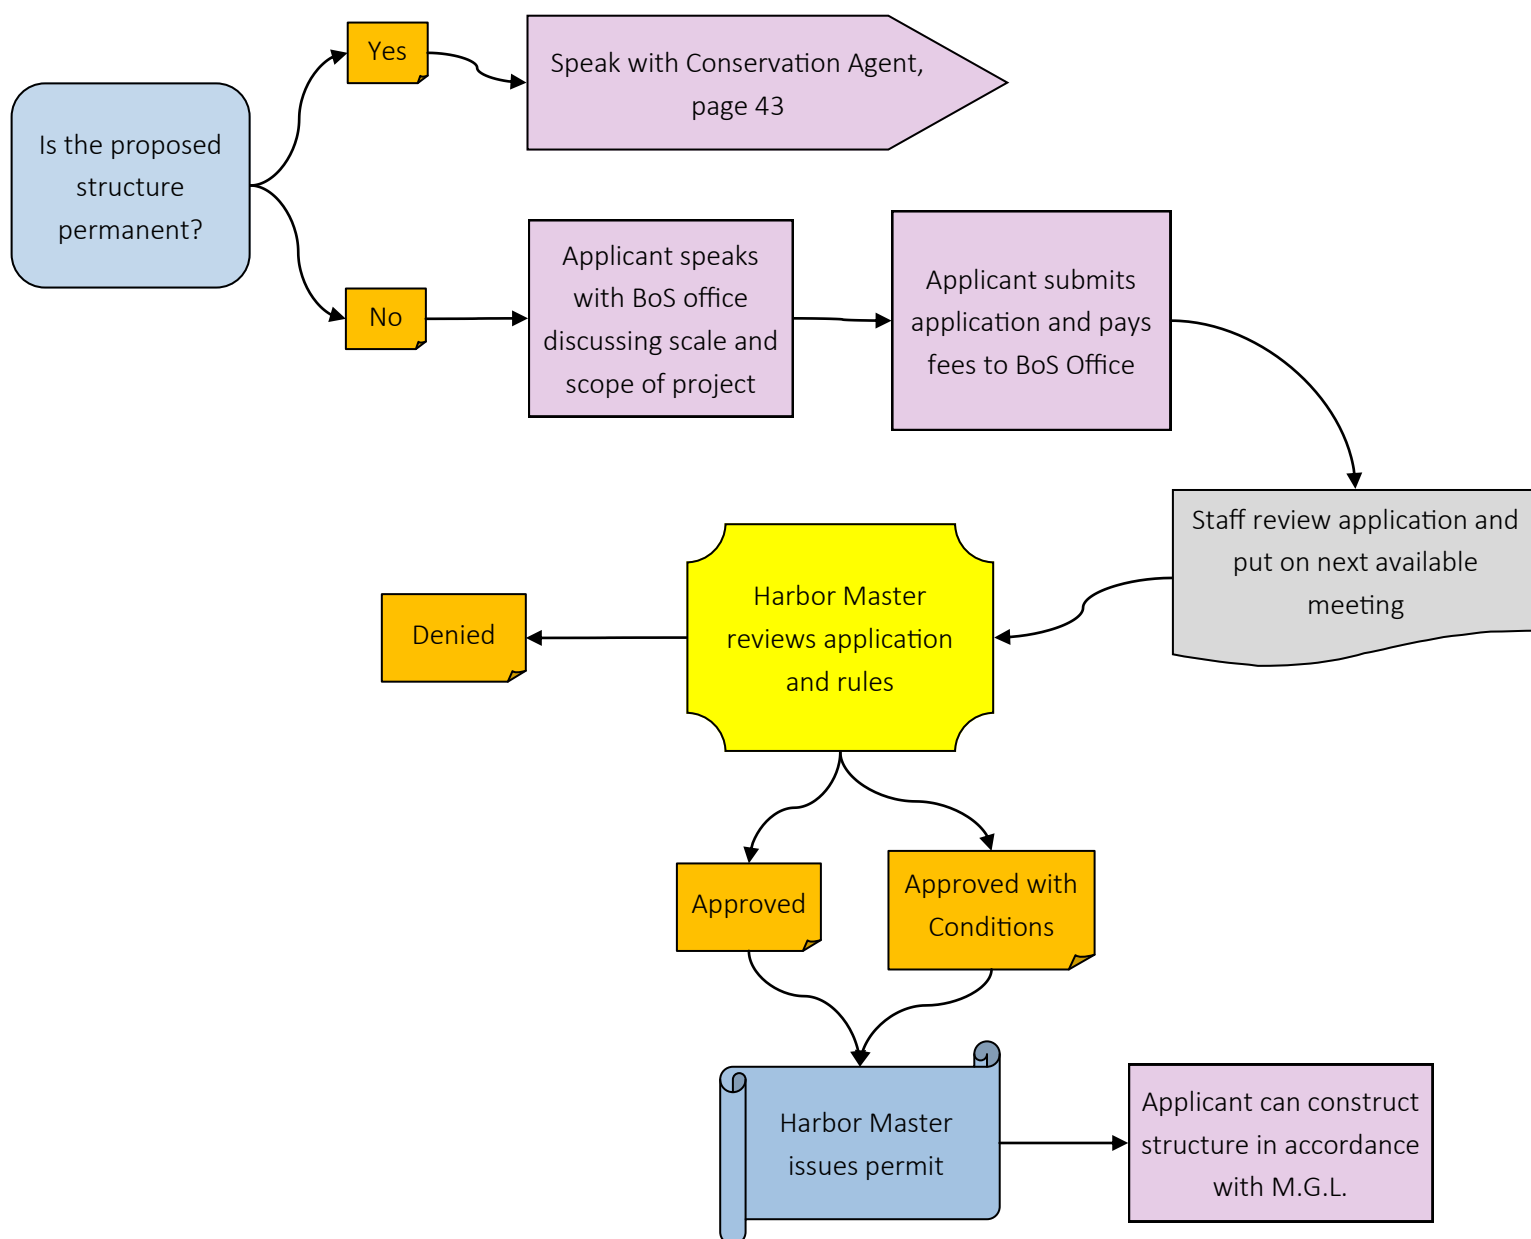 Is the proposed
structure
permanent?
Yes
Speak with Conservation Agent,
page 43
No
Applicant speaks
with BoS office
discussing scale and
scope of project
Applicant submits
application and pays
fees to BoS Office
Staff review application and
put on next available
meeting
Harbor Master
reviews application
and rules
Denied
Approved
Approved with
Conditions
Harbor Master
issues permit
Applicant can construct
structure in accordance
with M.G.L.